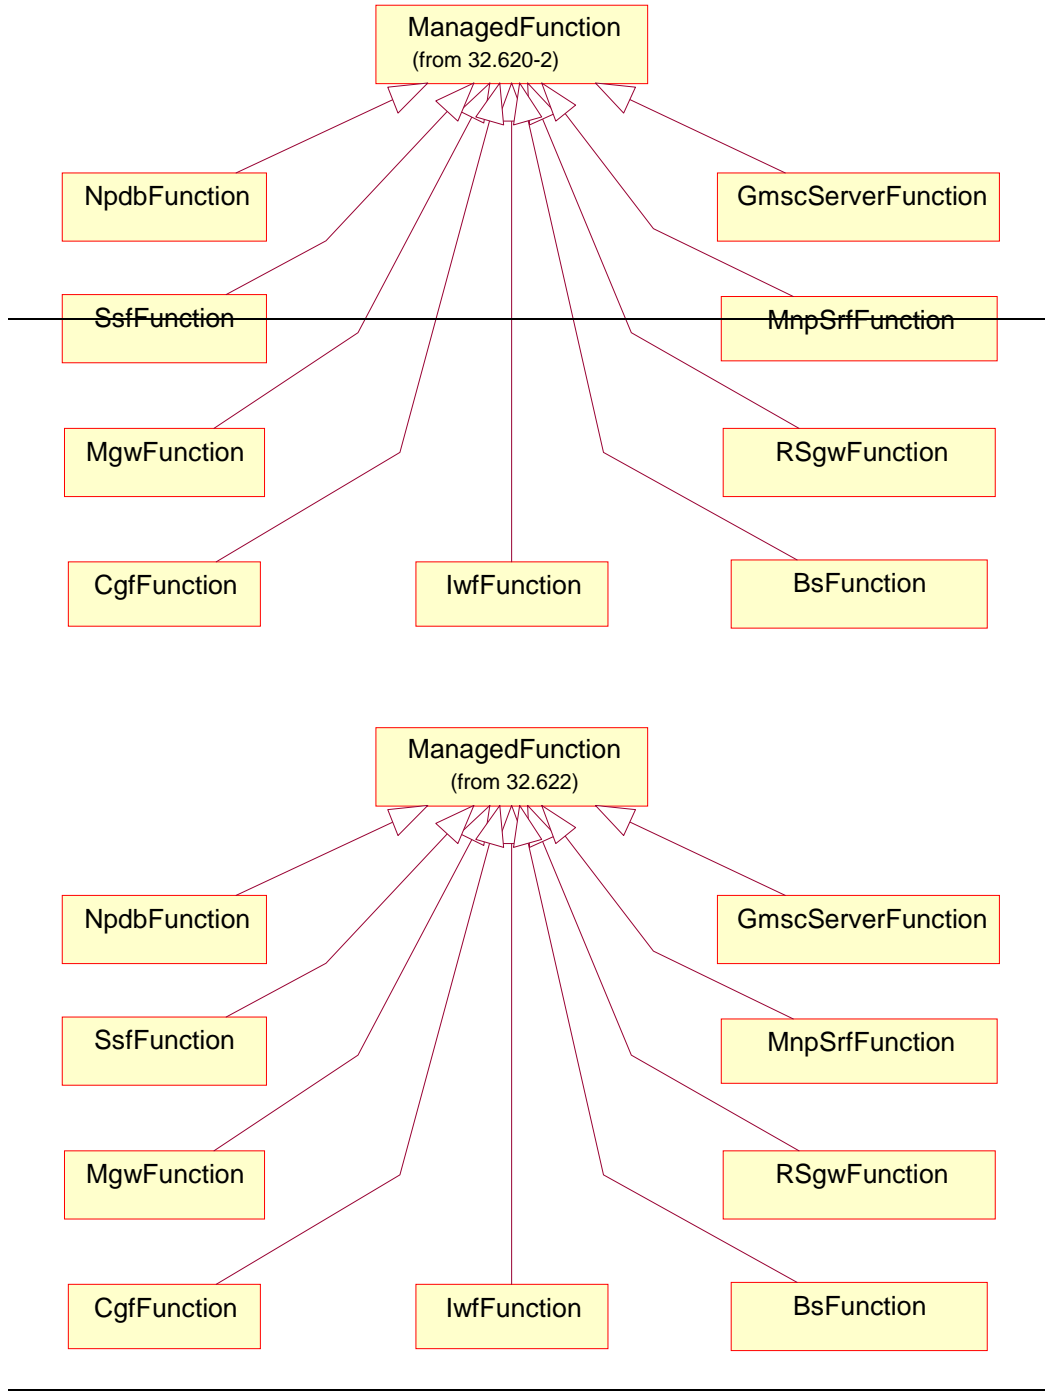 ManagedFunction
(from 32.620-2)
NpdbFunction
GmscServerFunction
SsfFunction
MnpSrfFunction
MgwFunction
RSgwFunction
CgfFunction
IwfFunction
BsFunction
ManagedFunction
(from 32.622)
NpdbFunction
GmscServerFunction
SsfFunction
MnpSrfFunction
MgwFunction
RSgwFunction
CgfFunction
IwfFunction
BsFunction